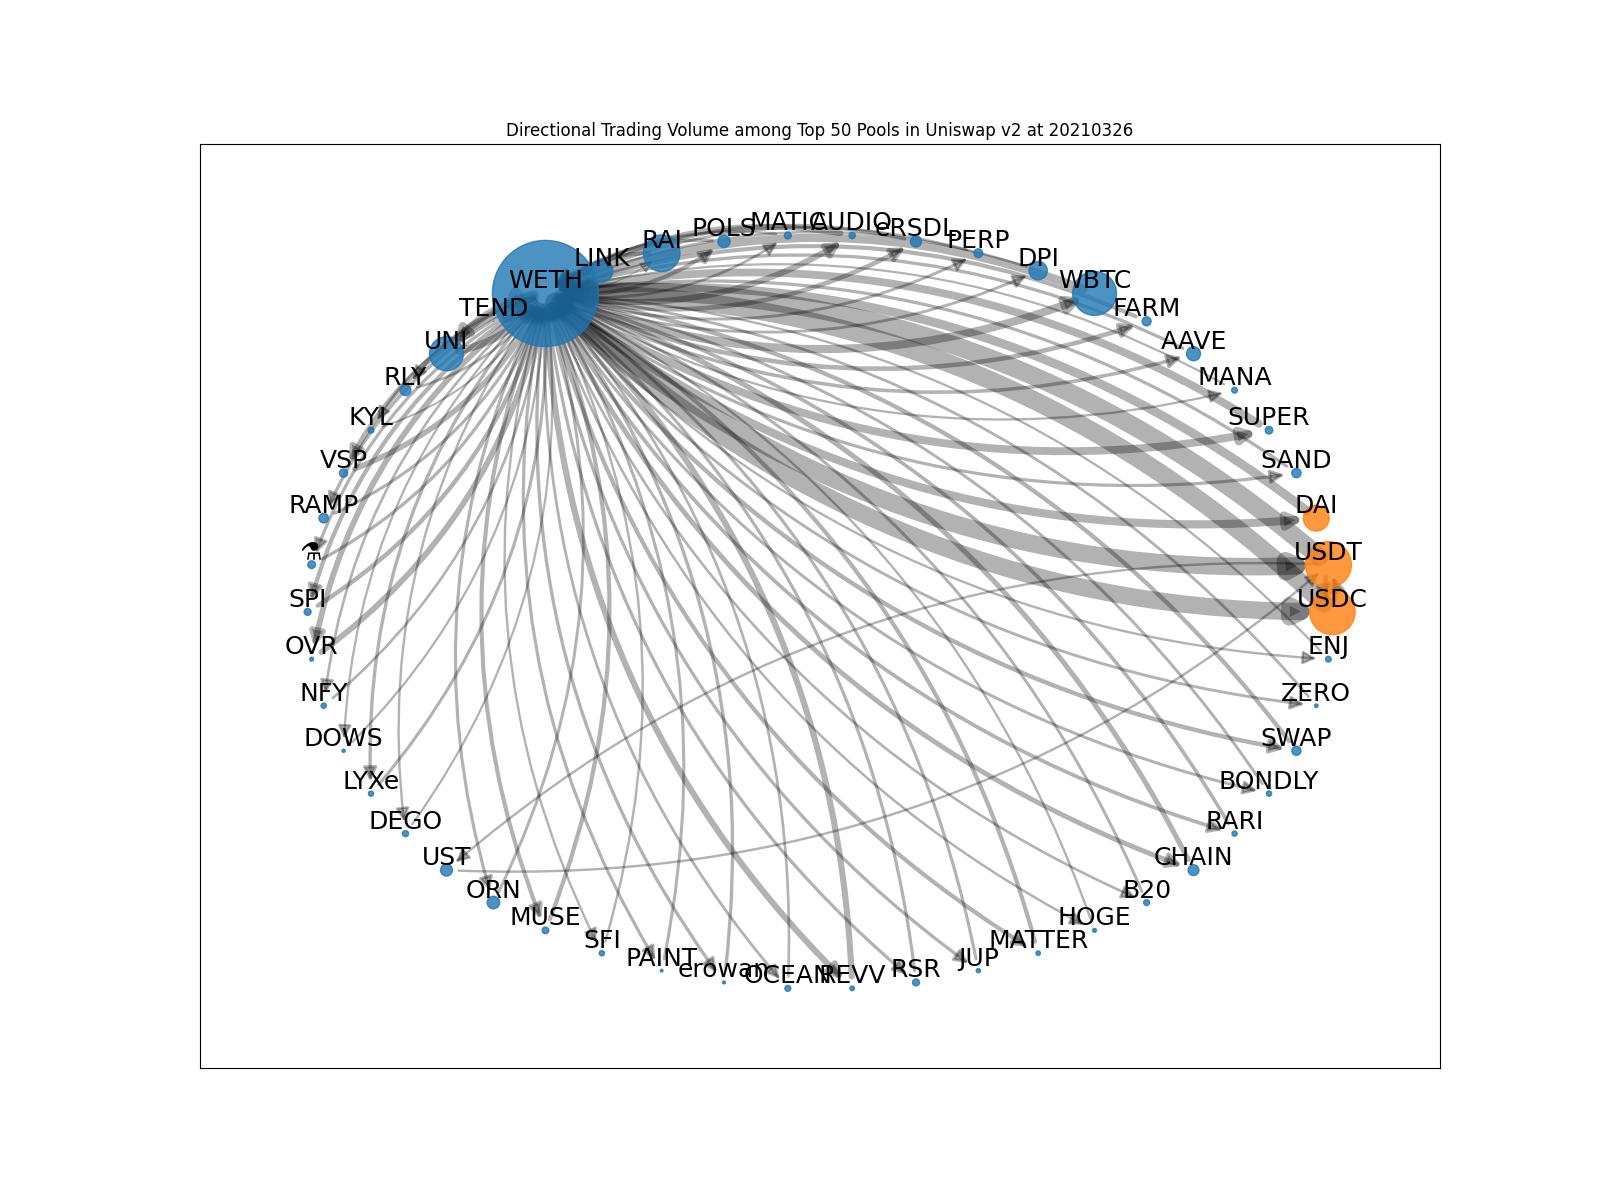 Directional Trading Volume among Top 50 Pools in Uniswap v2 at 20210326
MATIC
AUDIO
POLS
cRSDL
RAI
PERP
LINK
DPI
WETH
WBTC
TEND
FARM
UNI
AAVE
RLY
MANA
KYL
SUPER
VSP
SAND
RAMP
DAI
⚗
USDT
SPI
USDC
OVR
ENJ
NFY
ZERO
DOWS
SWAP
LYXe
BONDLY
DEGO
RARI
UST
CHAIN
ORN
B20
MUSE
HOGE
SFI
MATTER
PAINT
JUP
erowan
RSR
OCEAN
REVV